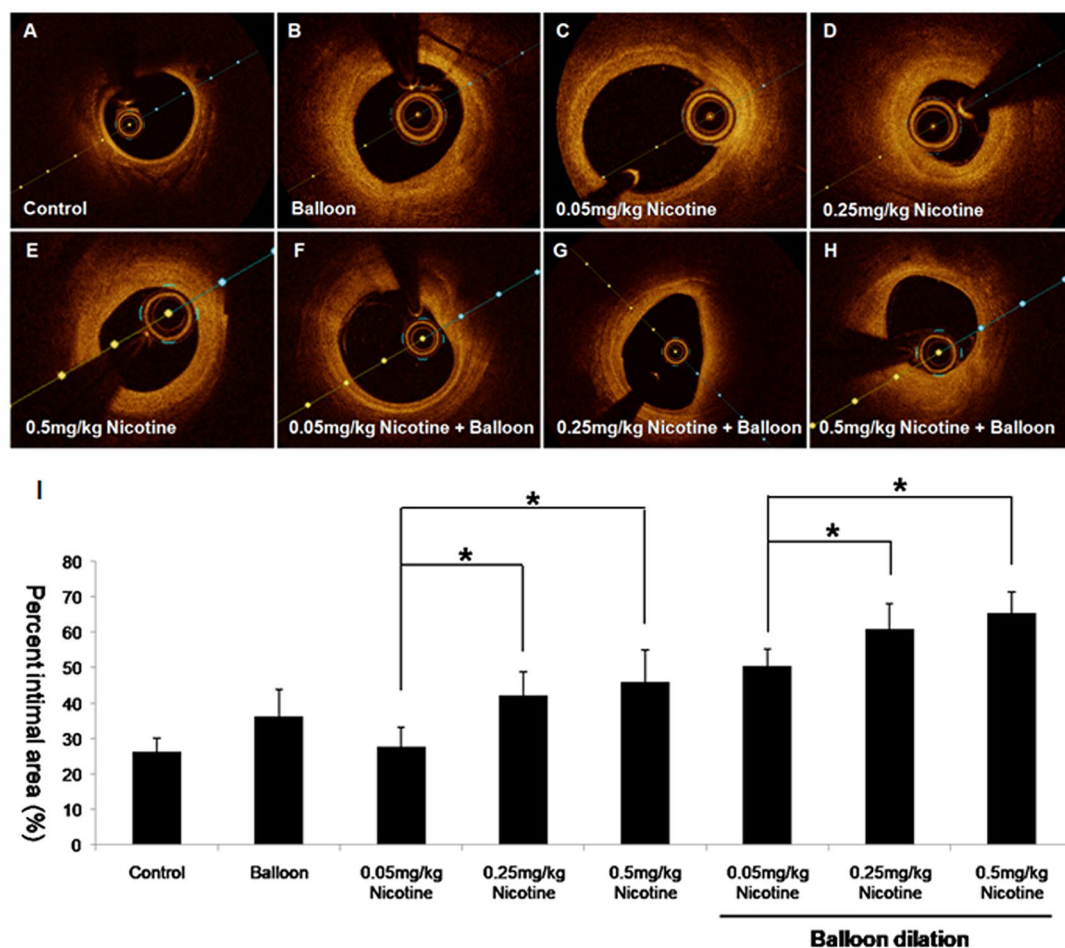 A
B
C
D
Control
Balloon
0.05mg/kg Nicotine
0.25mg/kg Nicotine
E
F
G
H
0.5mg/kg Nicotine
0.05mg/kg Nicotine + Balloon
0.25mg/kg Nicotine + Balloon
0.5mg/kg Nicotine + Balloon
I
*
*
*
*
Percent intimal area (%)
80
70
60
50
40
30
20
10
0
Control
Balloon
0.05mg/kg
Nicotine
0.25mg/kg
Nicotine
0.5mg/kg
Nicotine
0.05mg/kg
Nicotine
0.25mg/kg
Nicotine
0.5mg/kg
Nicotine
Balloon dilation